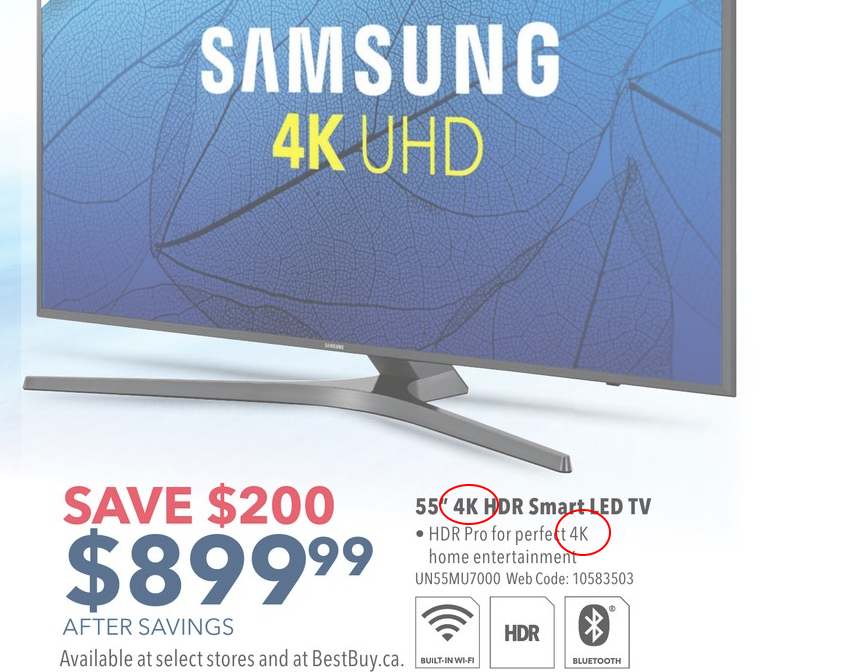 SAMSUNG
4K UHD
SAMSUNG
SAVE $200
$899 99
AFTER SAVINGS
Available at select stores and at BestBuy.ca.
55" 4K HDR Smart LED TV
• HDR Pro for perfect 4K
home entertainment
UN55MU7000 Web Code: 10583503
BUILT-IN WI-FI
HDR
®
BLUETOOTH